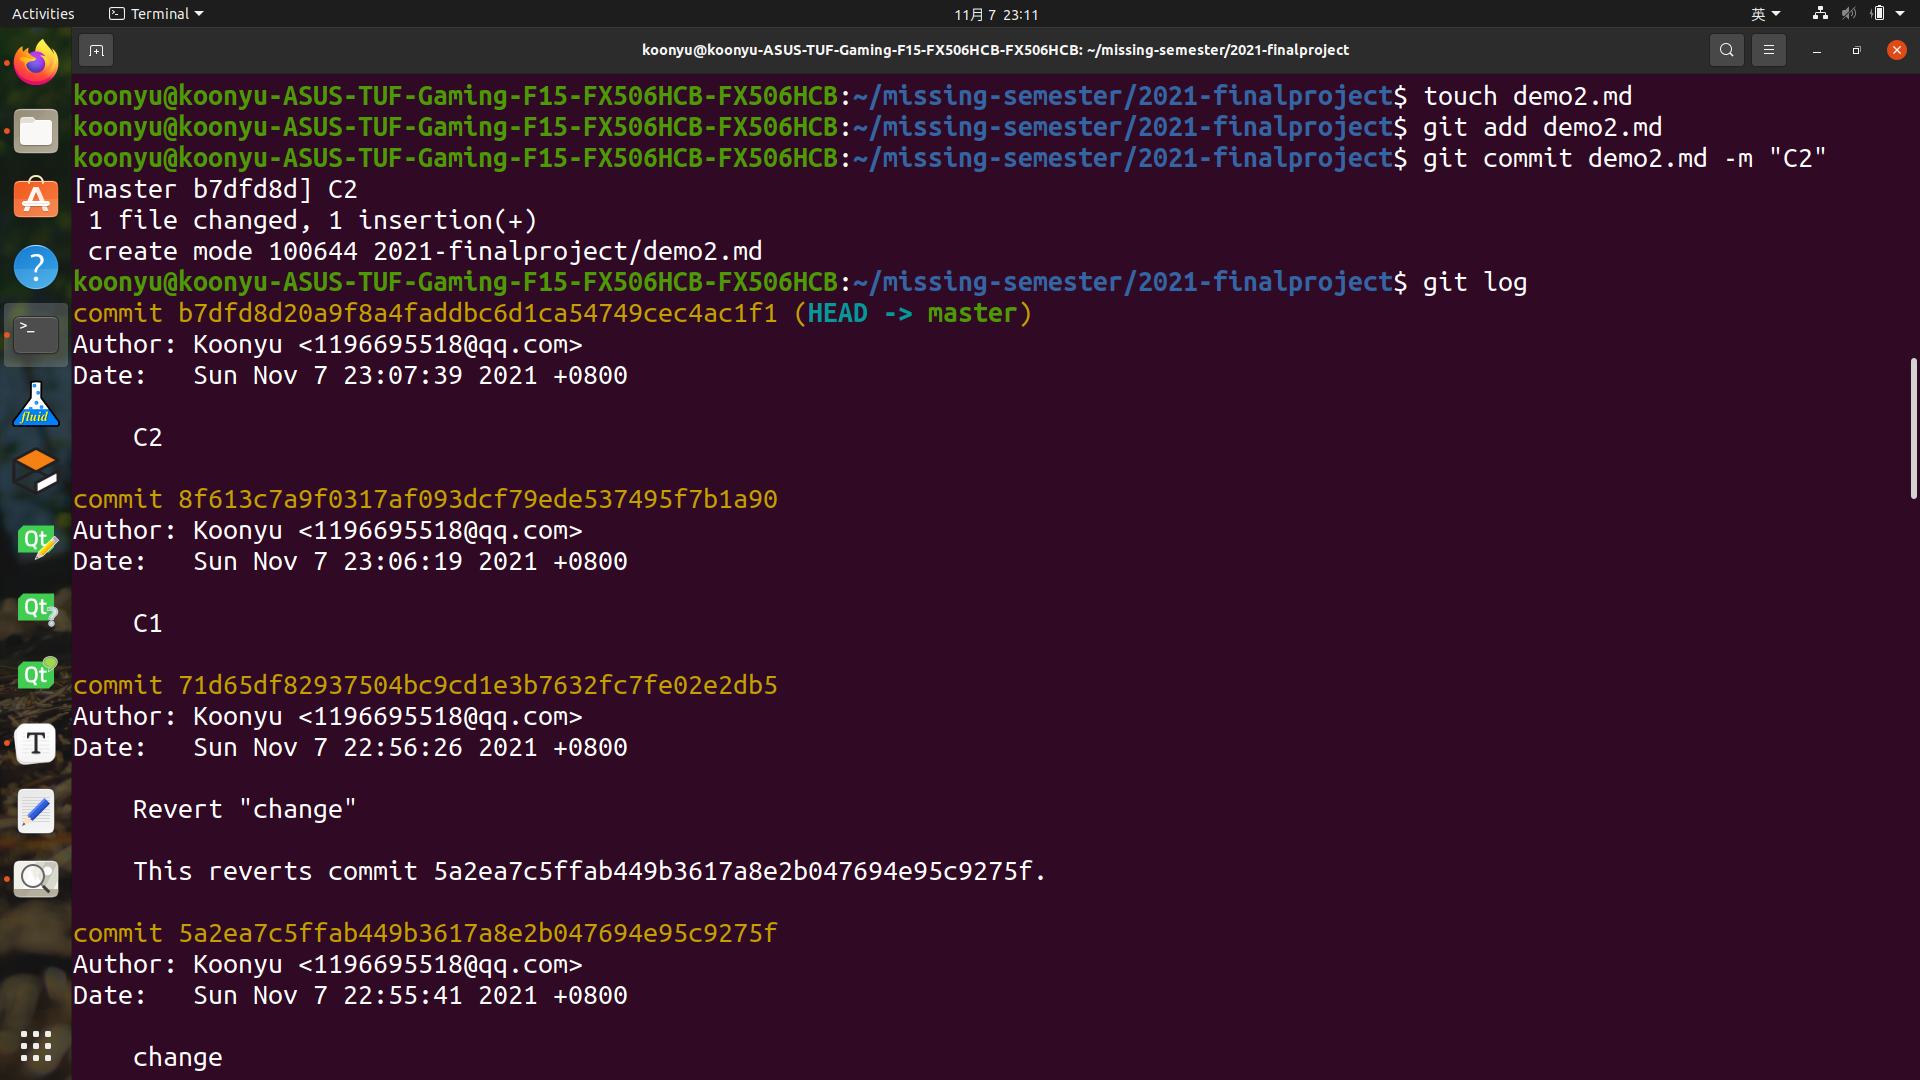 Activities
Terminal
11月 7 23:11
英
koonyu@koonyu-ASUS-TUF-Gaming-F15-FX506HCB-FX506HCB: ~/missing-semester/2021-finalproject
koonyu@koonyu-ASUS-TUF-Gaming-F15-FX506HCB-FX506HCB:~/missing-semester/2021-finalproject$ touch demo2.md
koonyu@koonyu-ASUS-TUF-Gaming-F15-FX506HCB-FX506HCB:~/missing-semester/2021-finalproject$ git add demo2.md
koonyu@koonyu-ASUS-TUF-Gaming-F15-FX506HCB-FX506HCB:~/missing-semester/2021-finalproject$ git commit demo2.md -m "C2"
[master b7dfd8d] C2
1 file changed, 1 insertion(+)
create mode 100644 2021-finalproject/demo2.md
koonyu@koonyu-ASUS-TUF-Gaming-F15-FX506HCB-FX506HCB:~/missing-semester/2021-finalproject$ git log
commit b7dfd8d20a9f8a4faddbc6d1ca54749cec4ac1f1 (HEAD -> master)
Author: Koonyu <1196695518@qq.com>
Date:   Sun Nov 7 23:07:39 2021 +0800
C2
commit 8f613c7a9f0317af093dcf79ede537495f7b1a90
Author: Koonyu <1196695518@qq.com>
Date:   Sun Nov 7 23:06:19 2021 +0800
C1
commit 71d65df82937504bc9cd1e3b7632fc7fe02e2db5
Author: Koonyu <1196695518@qq.com>
Date:   Sun Nov 7 22:56:26 2021 +0800
Revert "change"
This reverts commit 5a2ea7c5ffab449b3617a8e2b047694e95c9275f.
commit 5a2ea7c5ffab449b3617a8e2b047694e95c9275f
Author: Koonyu <1196695518@qq.com>
Date:   Sun Nov 7 22:55:41 2021 +0800
change
?
>_
fluid
Qt
Qt
?
Qt
T